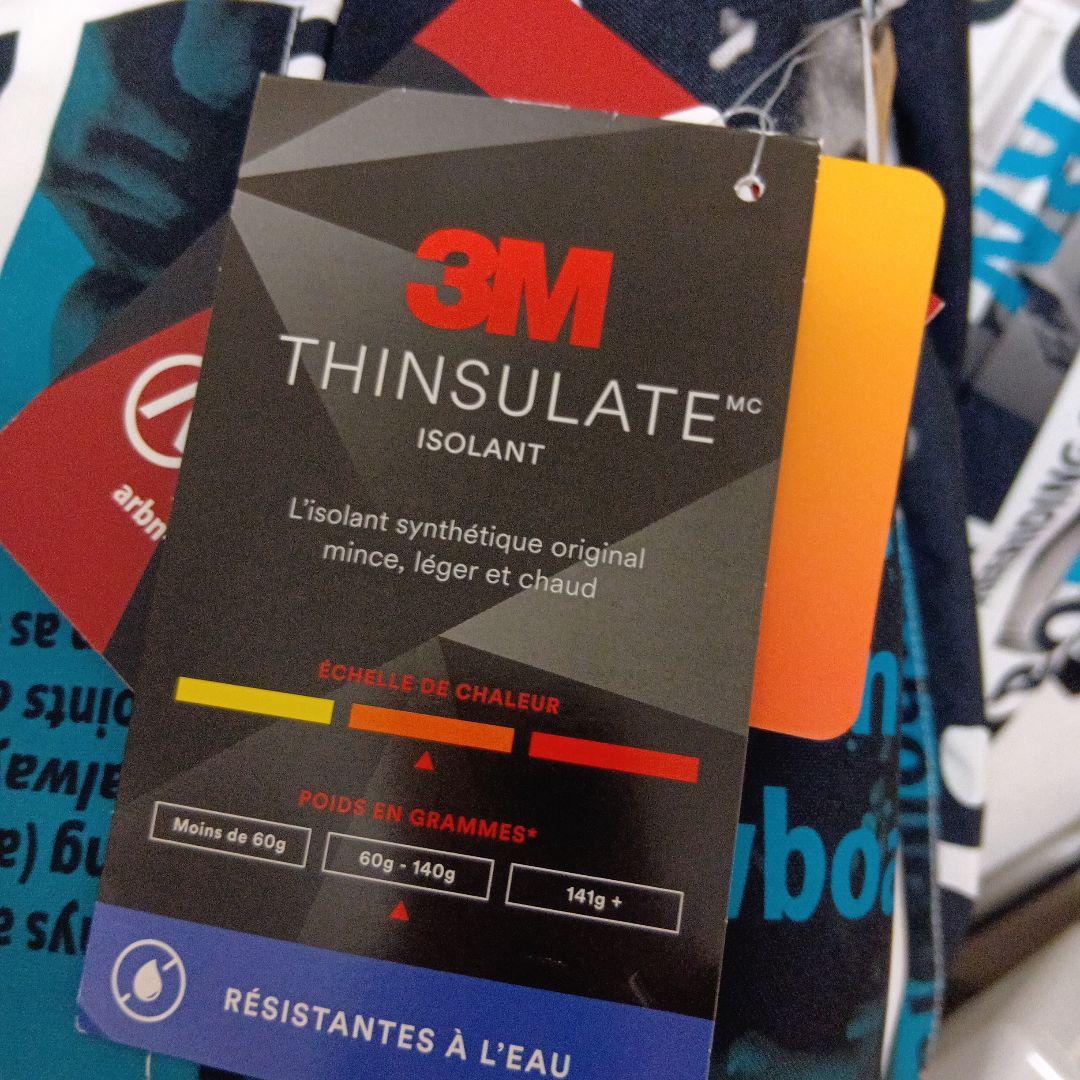 3M
THINSULATE MC
ISOLANT
L'isolant synthétique original
mince, léger et chaud
ÉCHELLE DE CHALEUR
POIDS EN GRAMMES*
Moins de 60g
60g - 140g
141g +
RÉSISTANTES À L'EAU